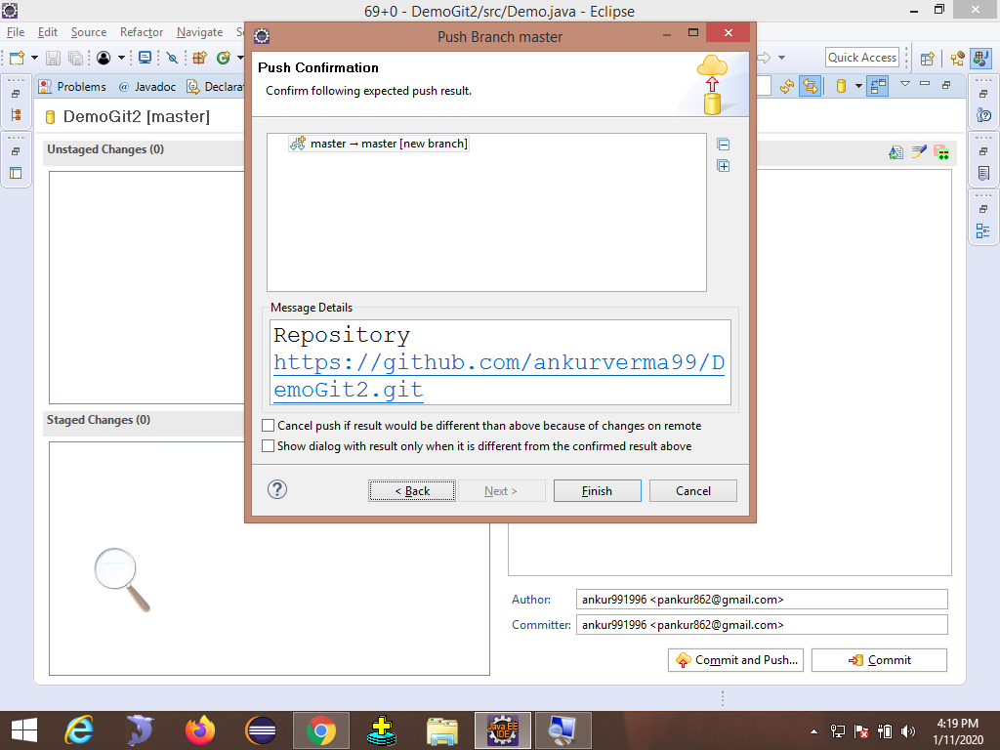 69+0 - DemoGit2/src/Demo.java - Eclipse
File Edit Source Refactor Navigate
Quick Access
Problems @ Javadoc Declarat
DemoGit2 [master]
Unstaged Changes (0)
Staged Changes (0)
Push Branch master
Push Confirmation
Confirm following expected push result.
master → master [new branch]
Message Details
Repository
https://github.com/ankurverma99/D
emoGit2.git
Cancel push if result would be different than above because of changes on remote
Show dialog with result only when it is different from the confirmed result above
< Back Next > Finish Cancel
Author: ankur991996 <pankur862@gmail.com>
Committer: ankur991996 <pankur862@gmail.com>
Commit and Push... Commit
Java EE
IDE
4:19 PM
1/11/2020